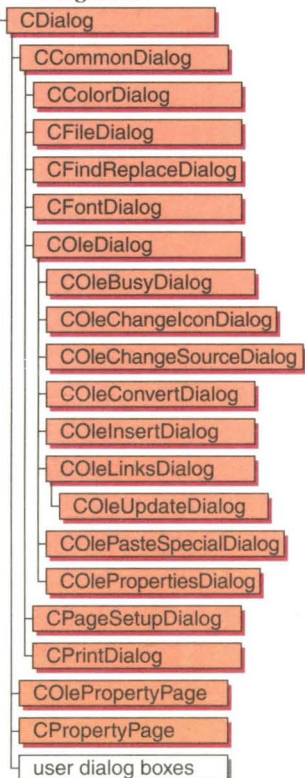 CDialog
CCommonDialog
CColorDialog
CFileDialog
CFindReplaceDialog
CFontDialog
COleDialog
COleBusyDialog
COleChangeIconDialog
COleChangeSourceDialog
COleConvertDialog
COleInsertDialog
COleLinksDialog
COleUpdateDialog
COlePasteSpecialDialog
COlePropertiesDialog
CPageSetupDialog
CPrintDialog
COlePropertyPage
CPropertyPage
user dialog boxes